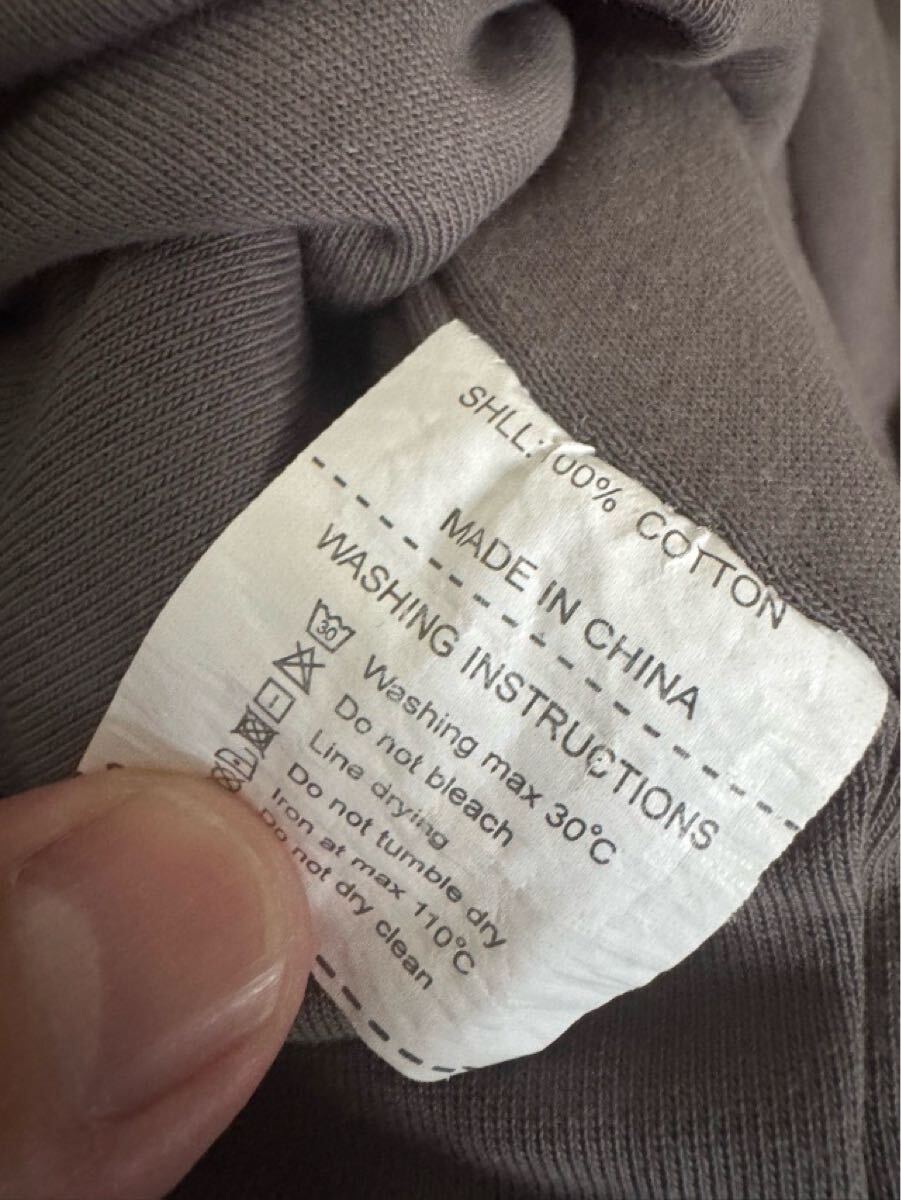 SHLL: 00% COTTON
MADE IN CHINA
WASHING INSTRUCTIONS
30 Washing max 30°C
Do not bleach
Line drying
Do not tumble dry
Iron at max 110°C
Do not dry clean